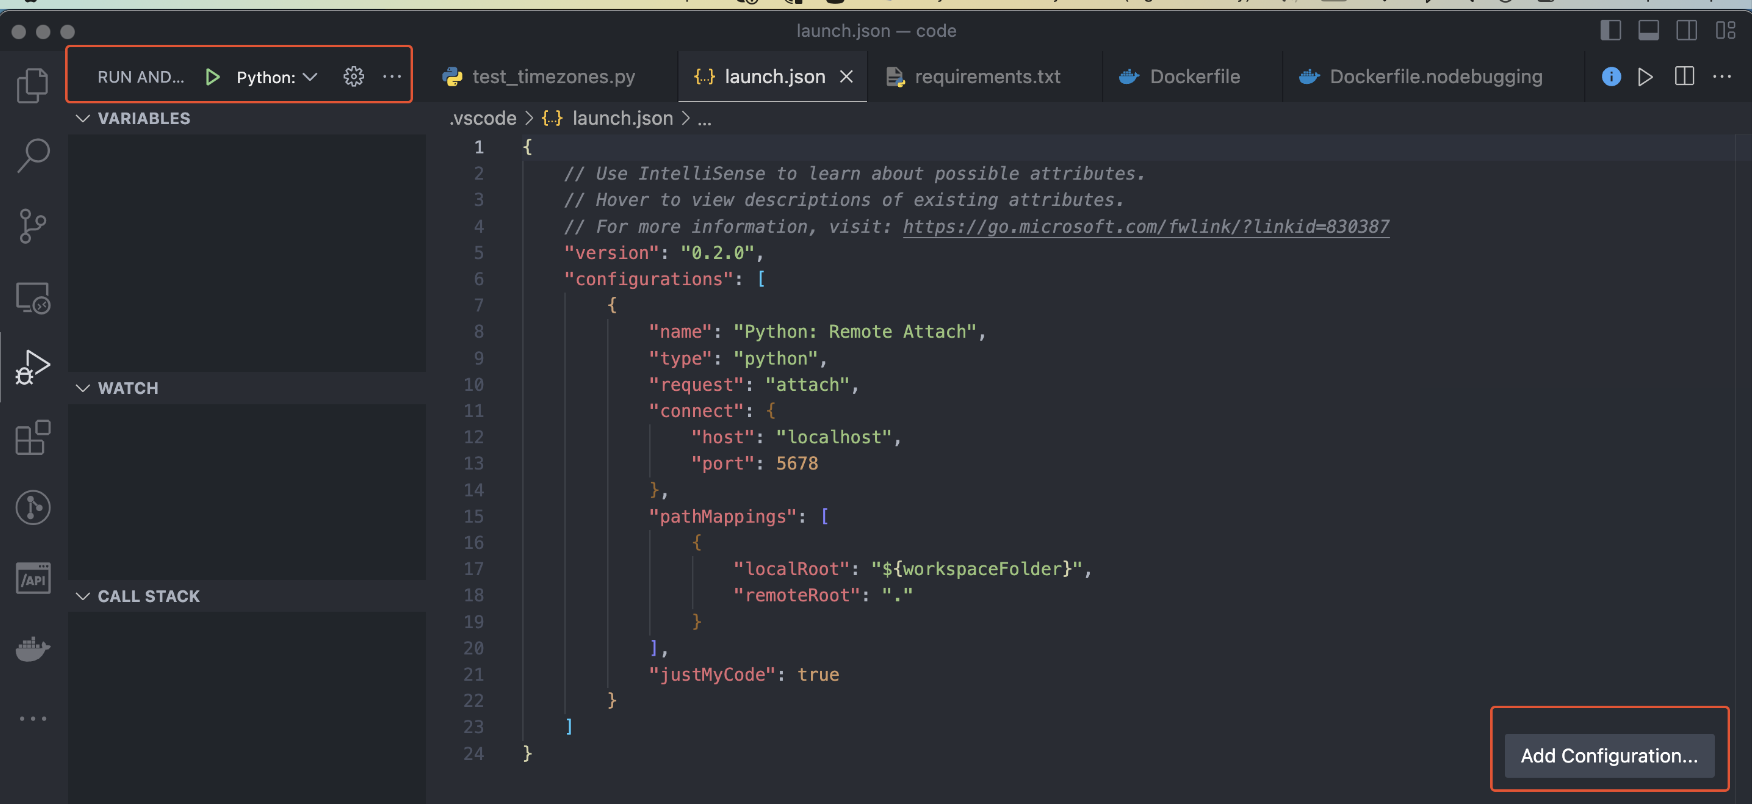 launch.json — code
RUN AND... Python:
test_timezones.py
launch.json
requirements.txt
Dockerfile
Dockerfile.nodebugging
VARIABLES
WATCH
CALL STACK
/API
.vscode > {..} launch.json > ...
1 {
2 // Use IntelliSense to learn about possible attributes.
3 // Hover to view descriptions of existing attributes.
4 // For more information, visit: https://go.microsoft.com/fwlink/?linkid=830387
5 "version": "0.2.0",
6 "configurations": [
7 {
8 "name": "Python: Remote Attach",
9 "type": "python",
10 "request": "attach",
11 "connect": {
12 "host": "localhost",
13 "port": 5678
14 },
15 "pathMappings": [
16 {
17 "localRoot": "${workspaceFolder}",
18 "remoteRoot": "."
19 }
20 ],
21 "justMyCode": true
22 }
23 ]
24 }
Add Configuration...